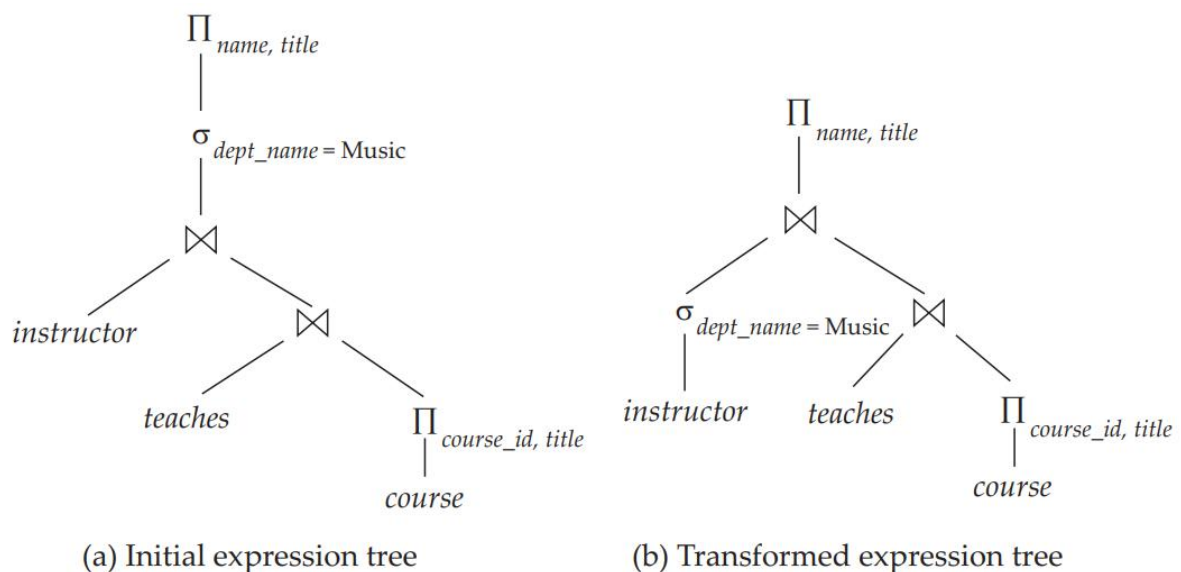 ∏ name, title
σ dept_name = Music
⋈
instructor
⋈
teaches
∏ course_id, title
course
(a) Initial expression tree
∏ name, title
⋈
σ dept_name = Music
⋈
instructor
teaches
∏ course_id, title
course
(b) Transformed expression tree